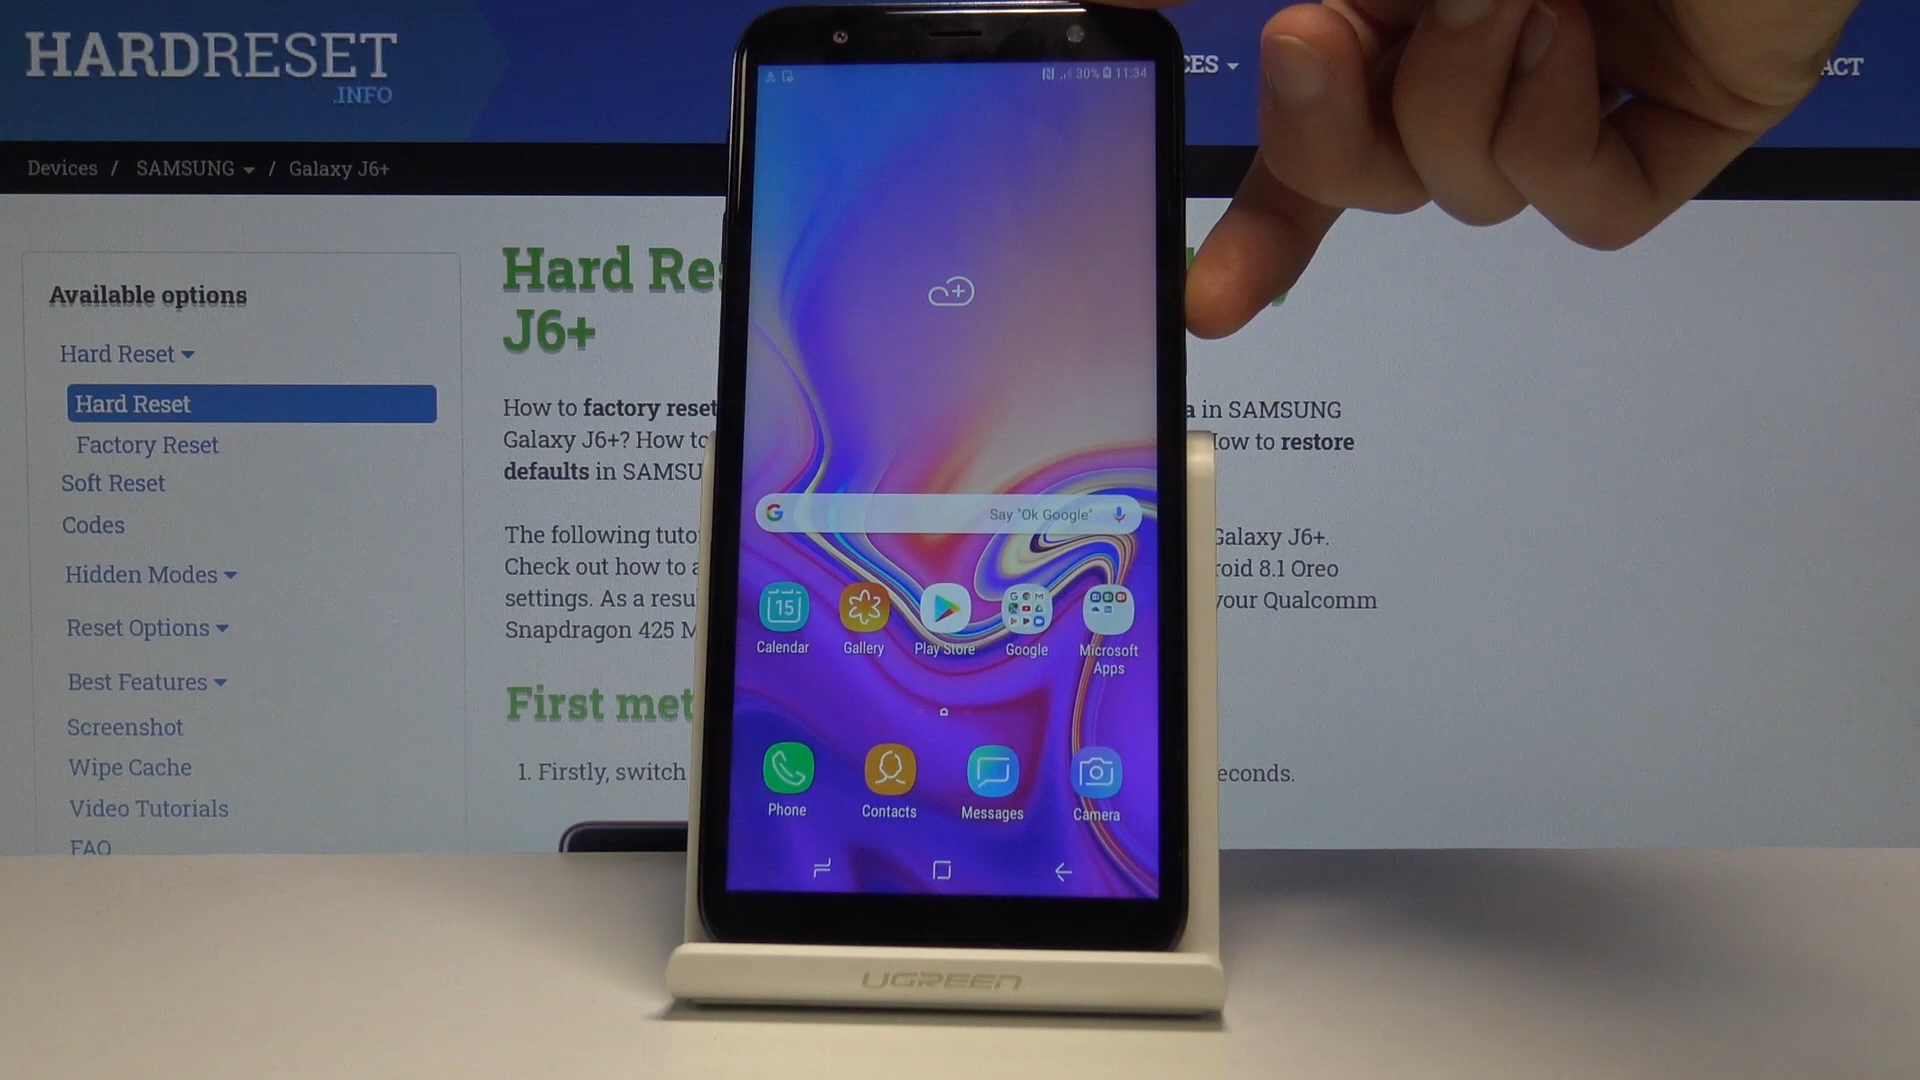 HARDRESET
.INFO
CES
ACT
Devices / SAMSUNG / Galaxy J6+
Available options
Hard Reset
Hard Reset
Factory Reset
Soft Reset
Codes
Hidden Modes
Reset Options
Best Features
Screenshot
Wipe Cache
Video Tutorials
FAQ
Hard Res
J6+
How to factory reset
a in SAMSUNG
Galaxy J6+? How to
How to restore
defaults in SAMSU
The following tuto
Galaxy J6+.
Check out how to a
roid 8.1 Oreo
settings. As a resu
your Qualcomm
Snapdragon 425 M
First met
1. Firstly, switch
econds.
30% 11:34
G Say "Ok Google"
15
Calendar Gallery Play Store Google Microsoft Apps
Phone Contacts Messages Camera
UGREEN